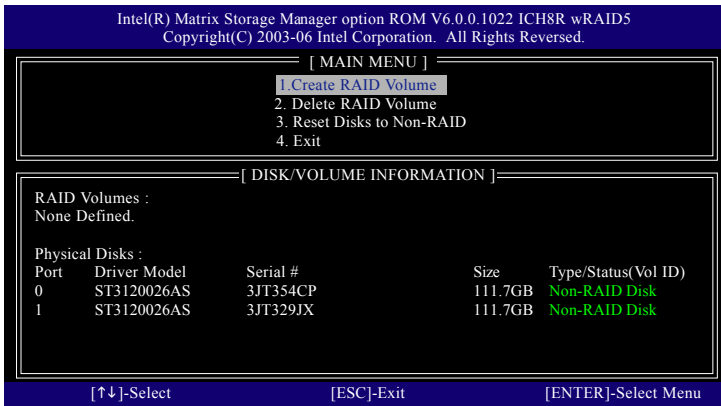 Intel(R) Matrix Storage Manager option ROM V6.0.0.1022 ICH8R wRAID5
Copyright(C) 2003-06 Intel Corporation. All Rights Reversed.
[ MAIN MENU ]
1.Create RAID Volume
2. Delete RAID Volume
3. Reset Disks to Non-RAID
4. Exit
[ DISK/VOLUME INFORMATION ]
RAID Volumes :
None Defined.
Physical Disks :
Port Driver Model Serial # Size Type/Status(Vol ID)
0 ST3120026AS 3JT354CP 111.7GB Non-RAID Disk
1 ST3120026AS 3JT329JX 111.7GB Non-RAID Disk
[↑↓]-Select [ESC]-Exit [ENTER]-Select Menu